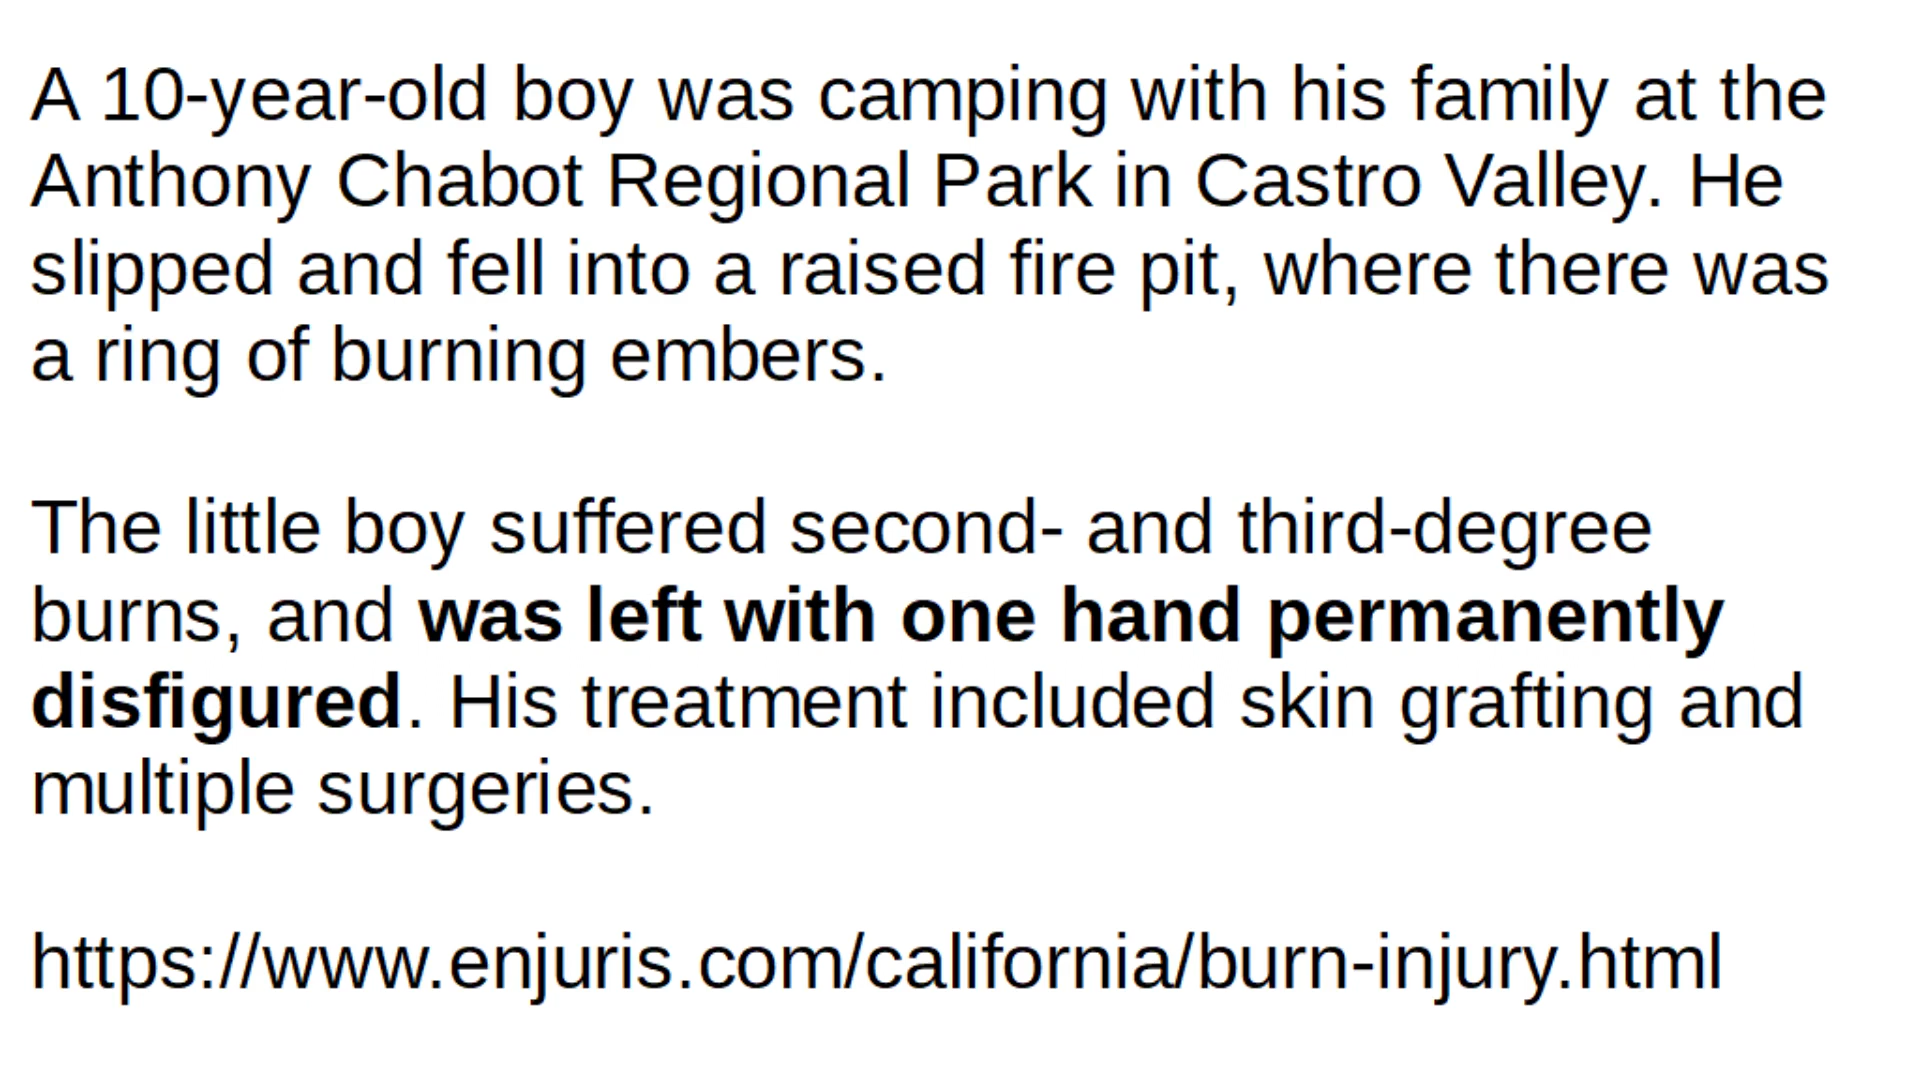 A 10-year-old boy was camping with his family at the
Anthony Chabot Regional Park in Castro Valley. He
slipped and fell into a raised fire pit, where there was
a ring of burning embers.
The little boy suffered second- and third-degree
burns, and was left with one hand permanently
disfigured. His treatment included skin grafting and
multiple surgeries.
https://www.enjuris.com/california/burn-injury.html